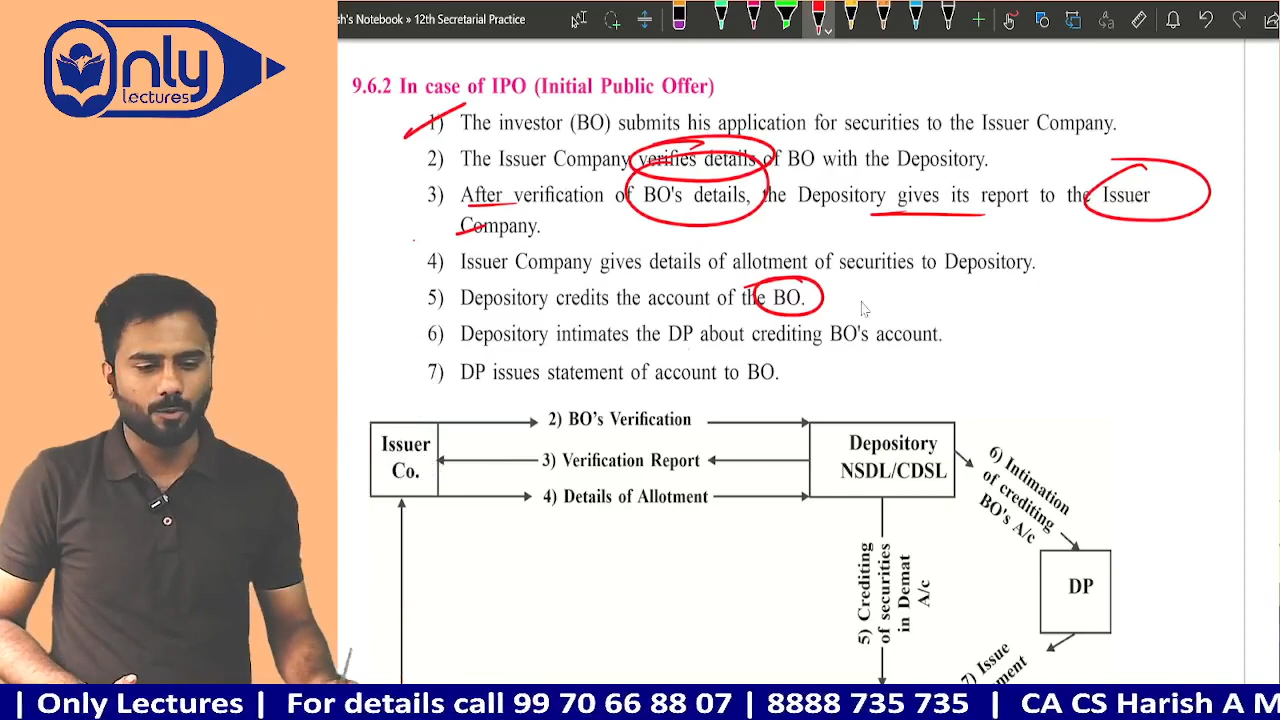 sh's Notebook » 12th Secretarial Practice
Only
lectures
9.6.2 In case of IPO (Initial Public Offer)
1) The investor (BO) submits his application for securities to the Issuer Company.
2) The Issuer Company verifies details of BO with the Depository.
3) After verification of BO's details, the Depository gives its report to the Issuer
Company.
4) Issuer Company gives details of allotment of securities to Depository.
5) Depository credits the account of the BO.
6) Depository intimates the DP about crediting BO's account.
7) DP issues statement of account to BO.
2) BO's Verification
Issuer
Co.
3) Verification Report
4) Details of Allotment
Depository
NSDL/CDSL
6) Intimation
of crediting
BO's A/c
5) Crediting
of securities
in Demat
A/c
DP
7) Issue
ment
| Only Lectures | For details call 99 70 66 88 07 | 8888 735 735 | CA CS Harish A M